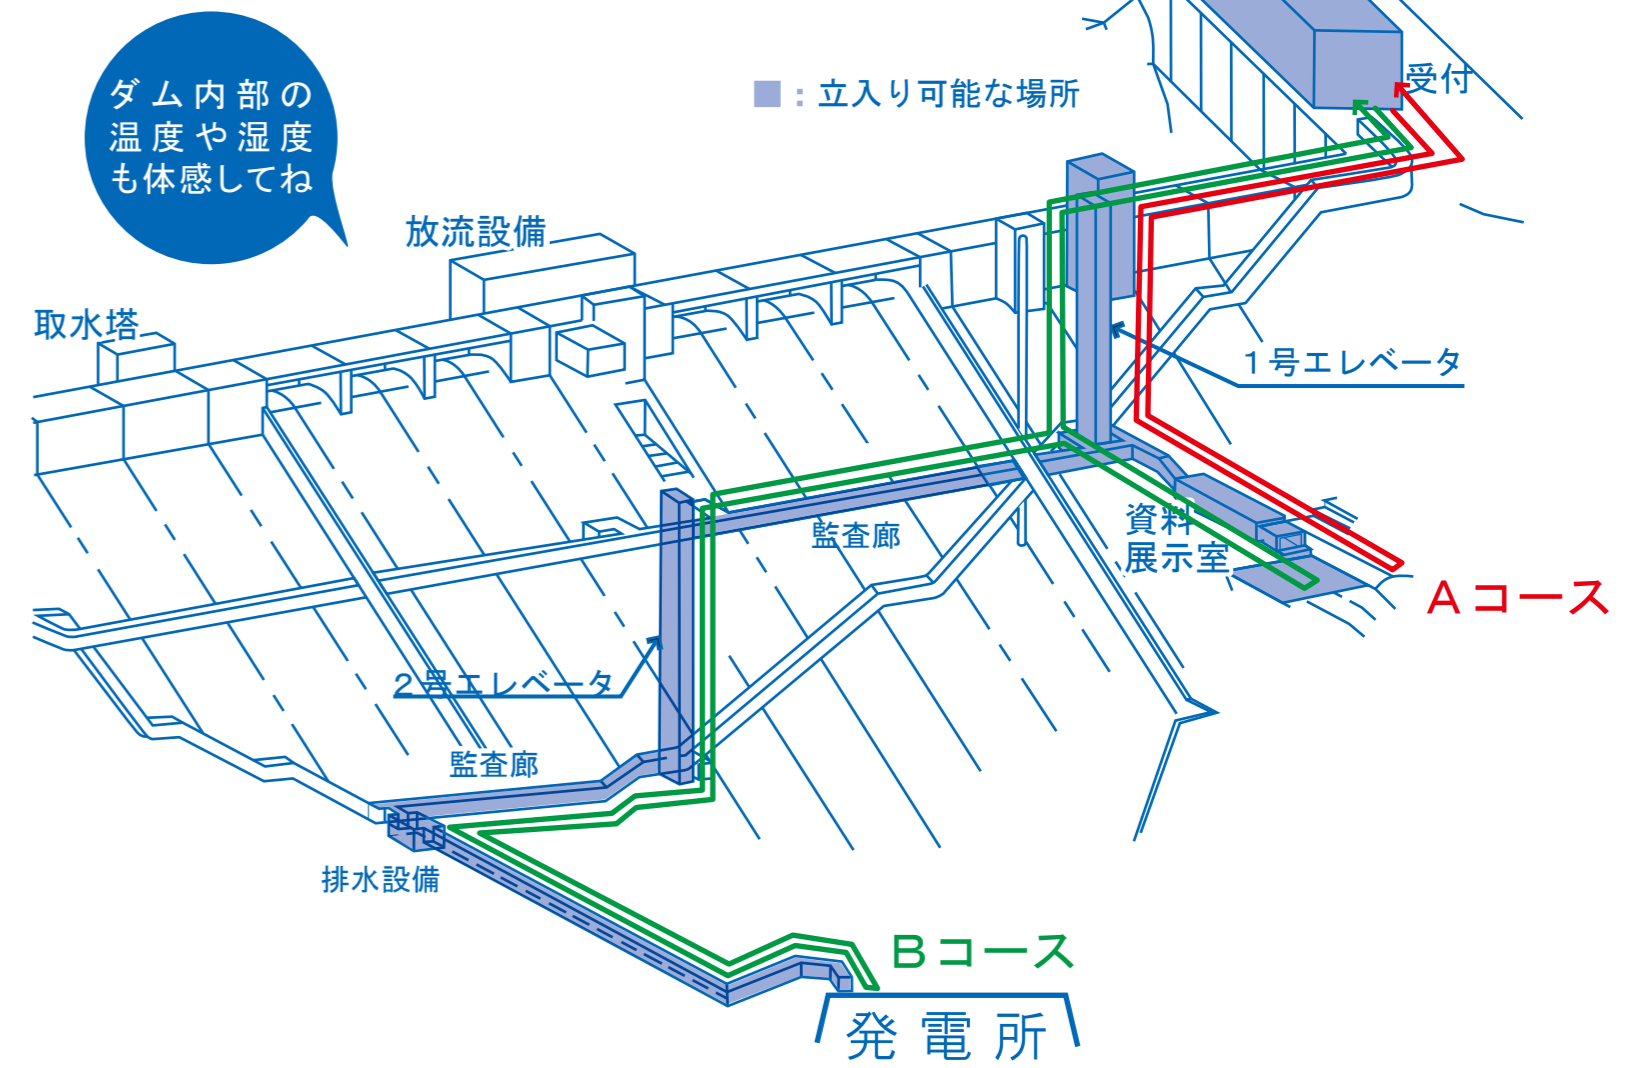 ダム内部の
温度や湿度
も体感してね
■：立入り可能な場所
受付
放流設備
取水塔
1号エレベータ
監査廊
資料
展示室
Aコース
2号エレベータ
監査廊
排水設備
Bコース
発電所